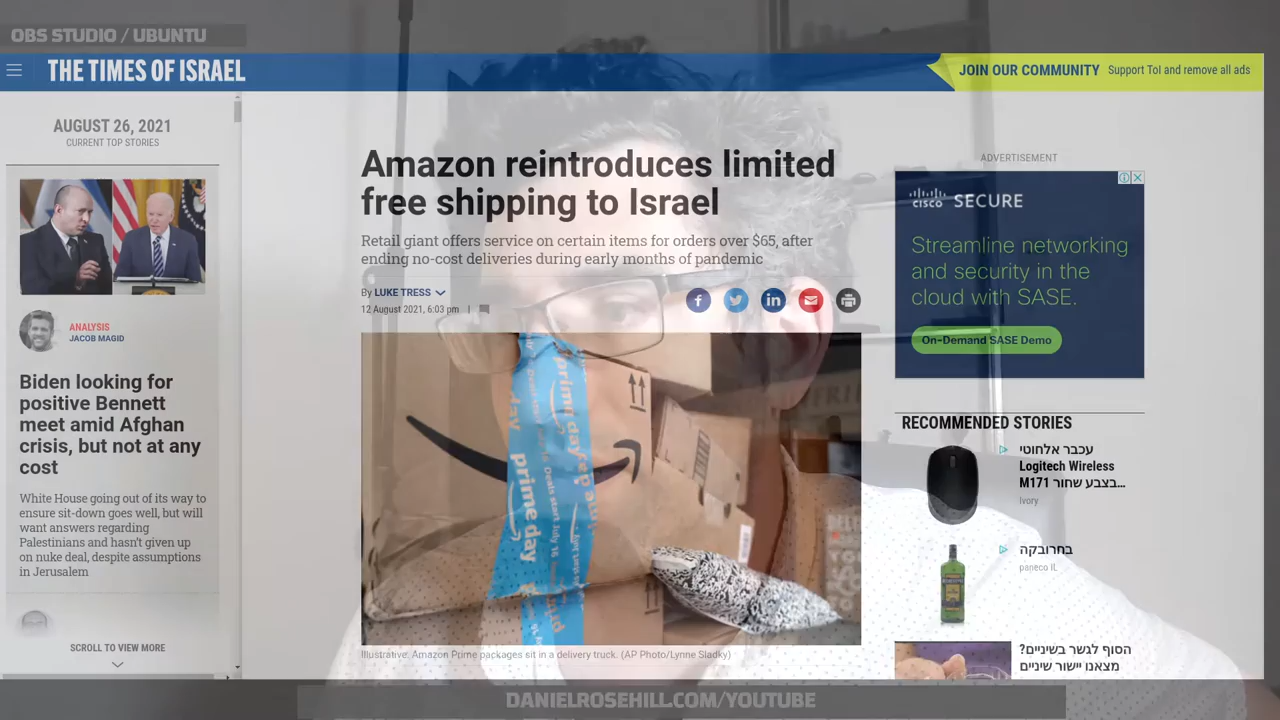 OBS STUDIO / UBUNTU
THE TIMES OF ISRAEL
JOIN OUR COMMUNITY Support ToI and remove all ads
AUGUST 26, 2021
CURRENT TOP STORIES
ANALYSIS
JACOB MAGID
Biden looking for
positive Bennett
meet amid Afghan
crisis, but not at any
cost
White House going out of its way to
ensure sit-down goes well, but will
want answers regarding
Palestinians and hasn't given up
on nuke deal, despite assumptions
in Jerusalem
SCROLL TO VIEW MORE
Amazon reintroduces limited
free shipping to Israel
Retail giant offers service on certain items for orders over $65, after
ending no-cost deliveries during early months of pandemic
By LUKE TRESS
12 August 2021, 6:03 pm |
prime day
prime day
Illustrative: Amazon Prime packages sit in a delivery truck. (AP Photo/Lynne Sladky)
ADVERTISEMENT
CISCO SECURE
Streamline networking
and security in the
cloud with SASE.
On-Demand SASE Demo
RECOMMENDED STORIES
עכבר אלחוטי
Logitech Wireless
M171 בצבע שחור...
Ivory
בחרובקה
paneco IL
הסוף לגשר בשיניים?
מצאנו יישור שיניים
DANIELROSEHILL.COM/YOUTUBE